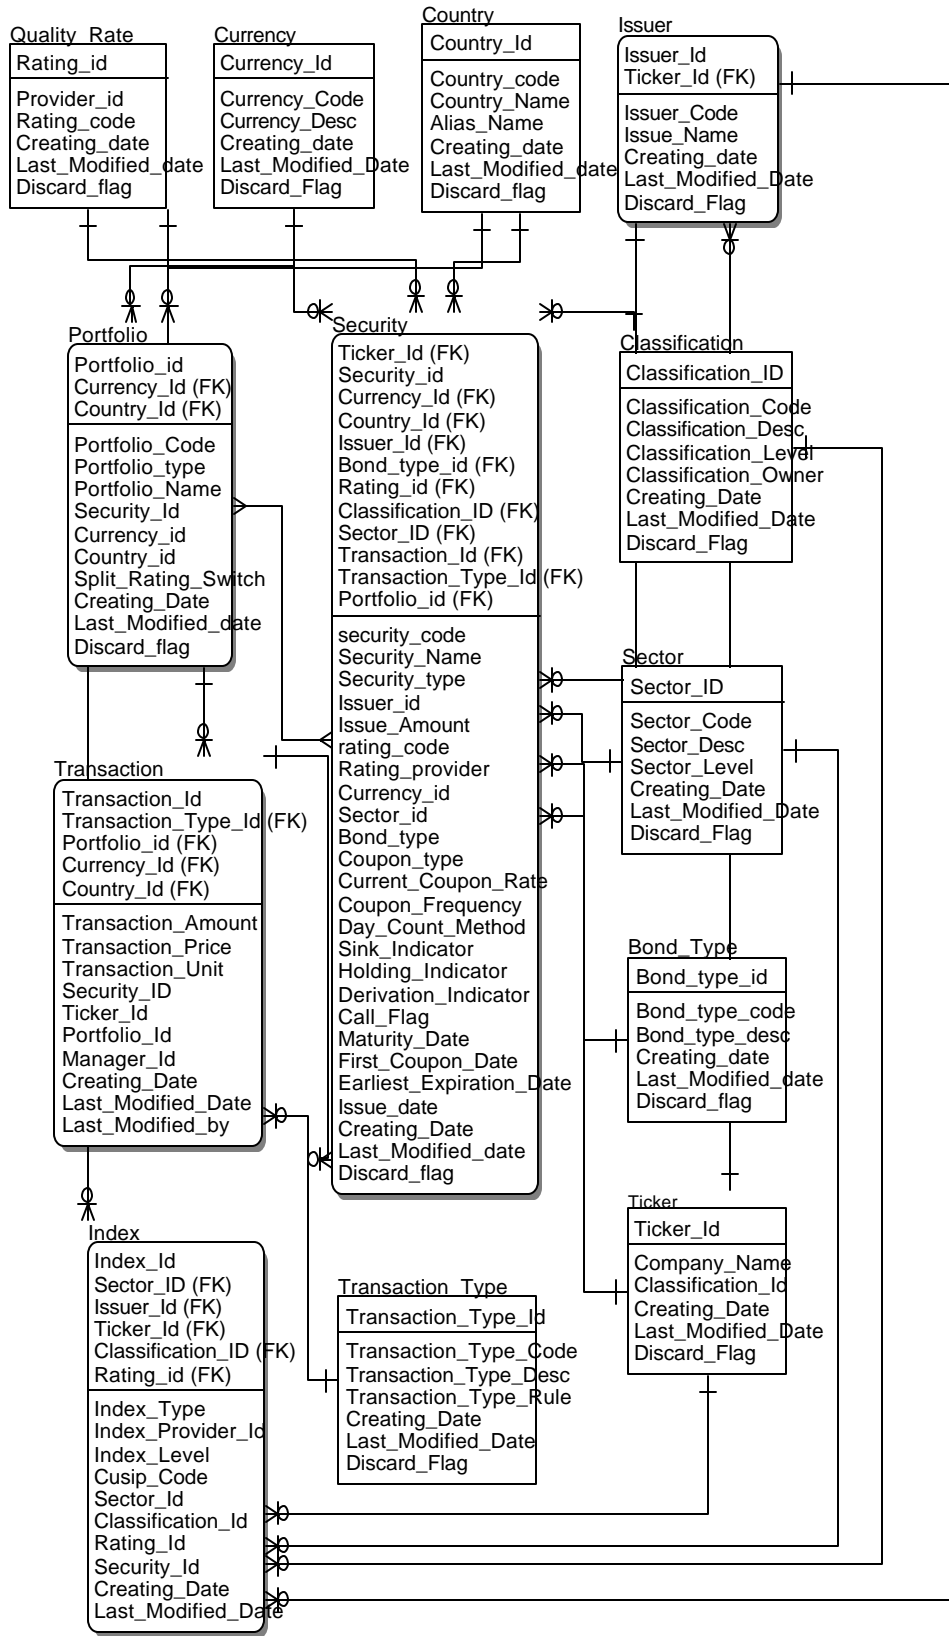 Quality_Rate
Rating_id
Provider_id
Rating_code
Creating_date
Last_Modified_date
Discard_flag
Currency
Currency_Id
Currency_Code
Currency_Desc
Creating_date
Last_Modified_Date
Discard_Flag
Country
Country_Id
Country_code
Country_Name
Alias_Name
Creating_date
Last_Modified_date
Discard_flag
Issuer
Issuer_Id
Ticker_Id (FK)
Issuer_Code
Issue_Name
Creating_date
Last_Modified_Date
Discard_Flag
Portfolio
Portfolio_id
Currency_Id (FK)
Country_Id (FK)
Portfolio_Code
Portfolio_type
Portfolio_Name
Security_Id
Currency_id
Country_id
Split_Rating_Switch
Creating_Date
Last_Modified_date
Discard_flag
Security
Ticker_Id (FK)
Security_id
Currency_Id (FK)
Country_Id (FK)
Issuer_Id (FK)
Bond_type_id (FK)
Rating_id (FK)
Classification_ID (FK)
Sector_ID (FK)
Transaction_Id (FK)
Transaction_Type_Id (FK)
Portfolio_id (FK)
security_code
Security_Name
Security_type
Issuer_id
Issue_Amount
rating_code
Rating_provider
Currency_id
Sector_id
Bond_type
Coupon_type
Current_Coupon_Rate
Coupon_Frequency
Day_Count_Method
Sink_Indicator
Holding_Indicator
Derivation_Indicator
Call_Flag
Maturity_Date
First_Coupon_Date
Earliest_Expiration_Date
Issue_date
Creating_Date
Last_Modified_date
Discard_flag
Classification
Classification_ID
Classification_Code
Classification_Desc
Classification_Level
Classification_Owner
Creating_Date
Last_Modified_Date
Discard_Flag
Sector
Sector_ID
Sector_Code
Sector_Desc
Sector_Level
Creating_Date
Last_Modified_Date
Discard_Flag
Transaction
Transaction_Id
Transaction_Type_Id (FK)
Portfolio_id (FK)
Currency_Id (FK)
Country_Id (FK)
Transaction_Amount
Transaction_Price
Transaction_Unit
Security_ID
Ticker_Id
Portfolio_Id
Manager_Id
Creating_Date
Last_Modified_Date
Last_Modified_by
Bond_Type
Bond_type_id
Bond_type_code
Bond_type_desc
Creating_date
Last_Modified_date
Discard_flag
Ticker
Ticker_Id
Company_Name
Classification_Id
Creating_Date
Last_Modified_Date
Discard_Flag
Index
Index_Id
Sector_ID (FK)
Issuer_Id (FK)
Ticker_Id (FK)
Classification_ID (FK)
Rating_id (FK)
Index_Type
Index_Provider_Id
Index_Level
Cusip_Code
Sector_Id
Classification_Id
Rating_Id
Security_Id
Creating_Date
Last_Modified_Date
Transaction_Type
Transaction_Type_Id
Transaction_Type_Code
Transaction_Type_Desc
Transaction_Type_Rule
Creating_Date
Last_Modified_Date
Discard_Flag